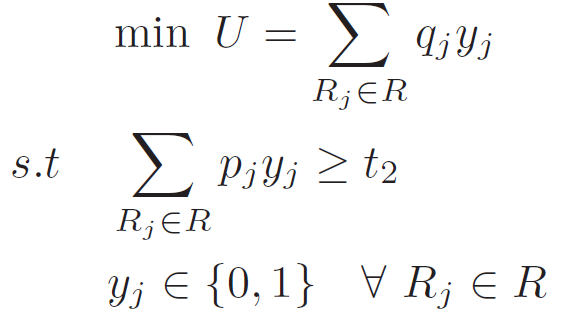 min U = ∑_{R_j∈R} q_j y_j
s.t ∑_{R_j∈R} p_j y_j ≥ t_2
y_j ∈ {0, 1} ∀ R_j ∈ R